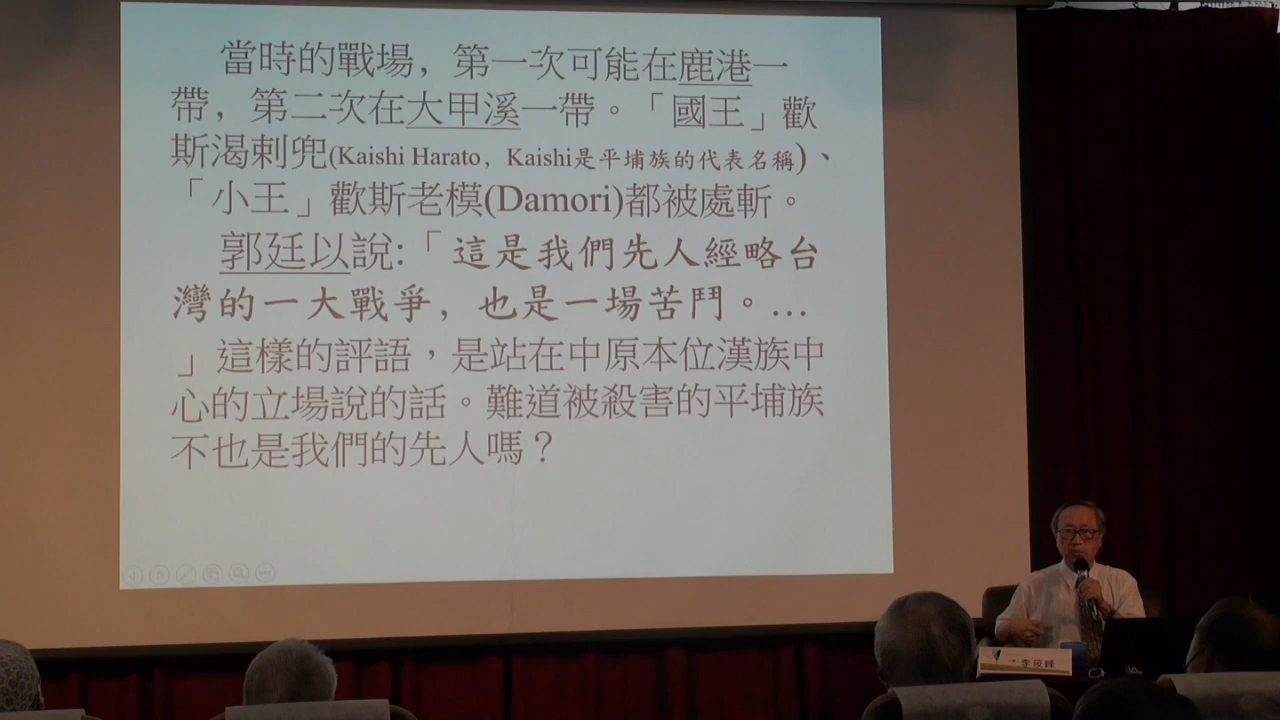 當時的戰場，第一次可能在鹿港一
帶，第二次在大甲溪一帶。「國王」歡
斯渴剌兜(Kaishi Harato，Kaishi是平埔族的代表名稱)、
「小王」歡斯老模(Damori)都被處斬。
郭廷以說:「這是我們先人經略台
灣的一大戰爭，也是一場苦鬥。…
」這樣的評語，是站在中原本位漢族中
心的立場說的話。難道被殺害的平埔族
不也是我們的先人嗎？
李筱峰